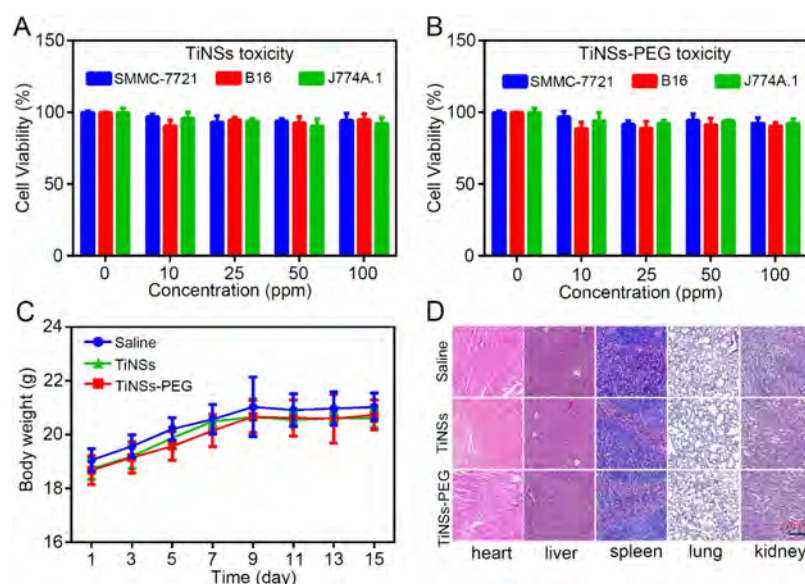 A
TiNSs toxicity
SMMC-7721 B16 J774A.1
Cell Viability (%)
150
100
50
0
0 10 25 50 100
Concentration (ppm)
B
TiNSs-PEG toxicity
SMMC-7721 B16 J774A.1
Cell Viability (%)
150
100
50
0
0 10 25 50 100
Concentration (ppm)
C
Saline
TiNSs
TiNSs-PEG
Body weight (g)
24
22
20
18
16
1 3 5 7 9 11 13 15
Time (day)
D
Saline
TiNSs
TiNSs-PEG
heart liver spleen lung kidney